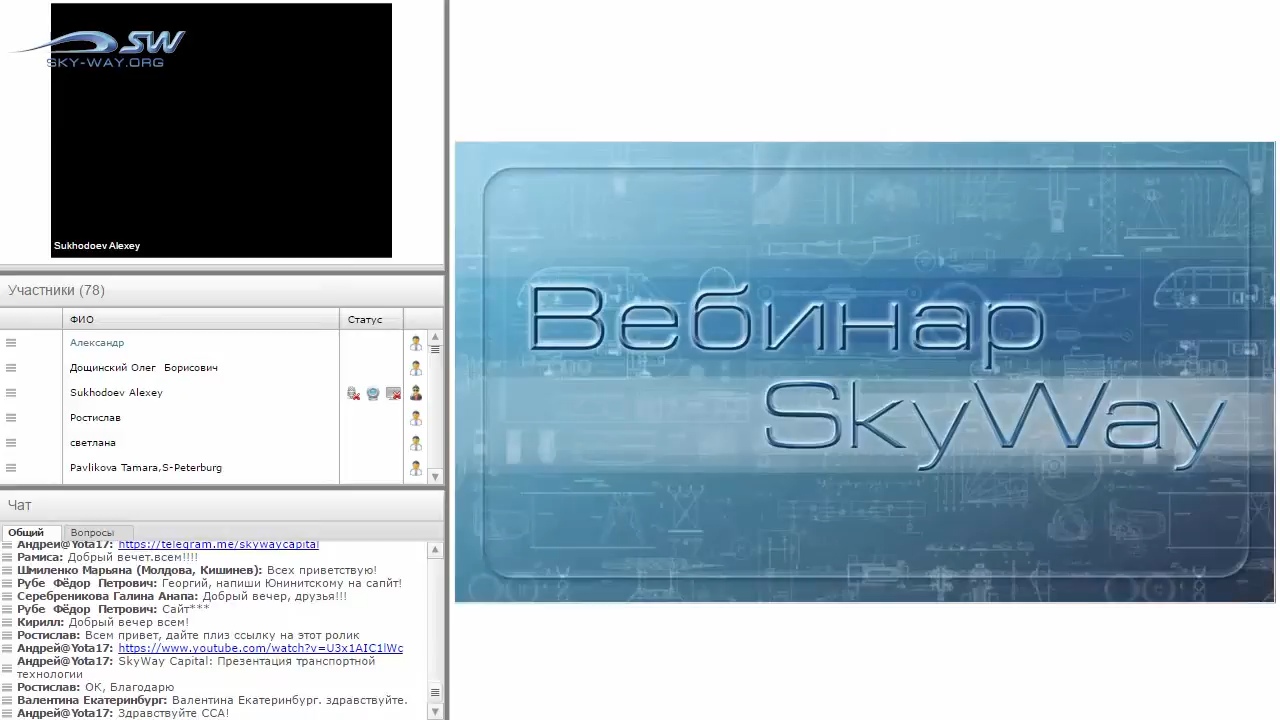 SW
SKY-WAY.ORG
Sukhodoev Alexey
Участники (78)
ФИО
Статус
Александр
Дощинский Олег Борисович
Sukhodoev Alexey
Ростислав
светлана
Pavlikova Tamara,S-Peterburg
Чат
Общий
Вопросы
Андрей@Yota17: https://telegram.me/skywaycapital
Рамиса: Добрый вечет.всем!!!!
Шмиленко Марьяна (Молдова, Кишинев): Всех приветствую!
Рубе Фёдор Петрович: Георгий, напиши Юнинитскому на сапйт!
Серебреникова Галина Анапа: Добрый вечер, друзья!!!
Рубе Фёдор Петрович: Сайт***
Кирилл: Добрый вечер всем!
Ростислав: Всем привет, дайте плиз ссылку на этот ролик
Андрей@Yota17: https://www.youtube.com/watch?v=U3x1AIC1lWc
Андрей@Yota17: SkyWay Capital: Презентация транспортной
технологии
Ростислав: ОК, Благодарю
Валентина Екатеринбург: Валентина Екатеринбург. здравствуйте.
Андрей@Yota17: Здравствуйте ССА!
Вебинар
SkyWay